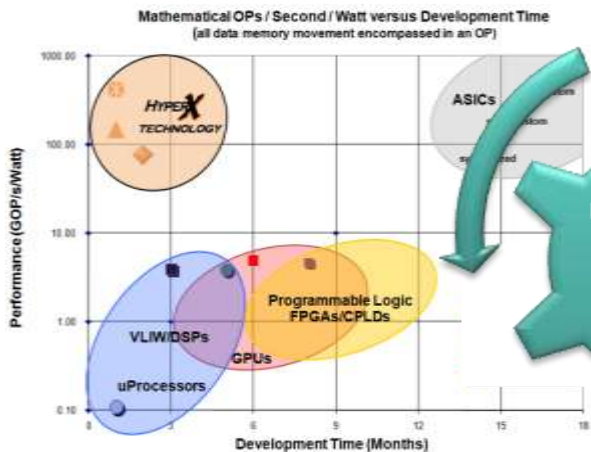 Mathematical OPs / Second / Watt versus Development Time
(all data memory movement encompassed in an OP)
Performance (GOP/s/Watt)
1000.00
100.00
10.00
1.00
0.10
HYPERX
TECHNOLOGY
ASICs
VLIW/DSPs
uProcessors
GPUs
Programmable Logic
FPGAs/CPLDs
0
3
6
9
12
15
18
Development Time (Months)